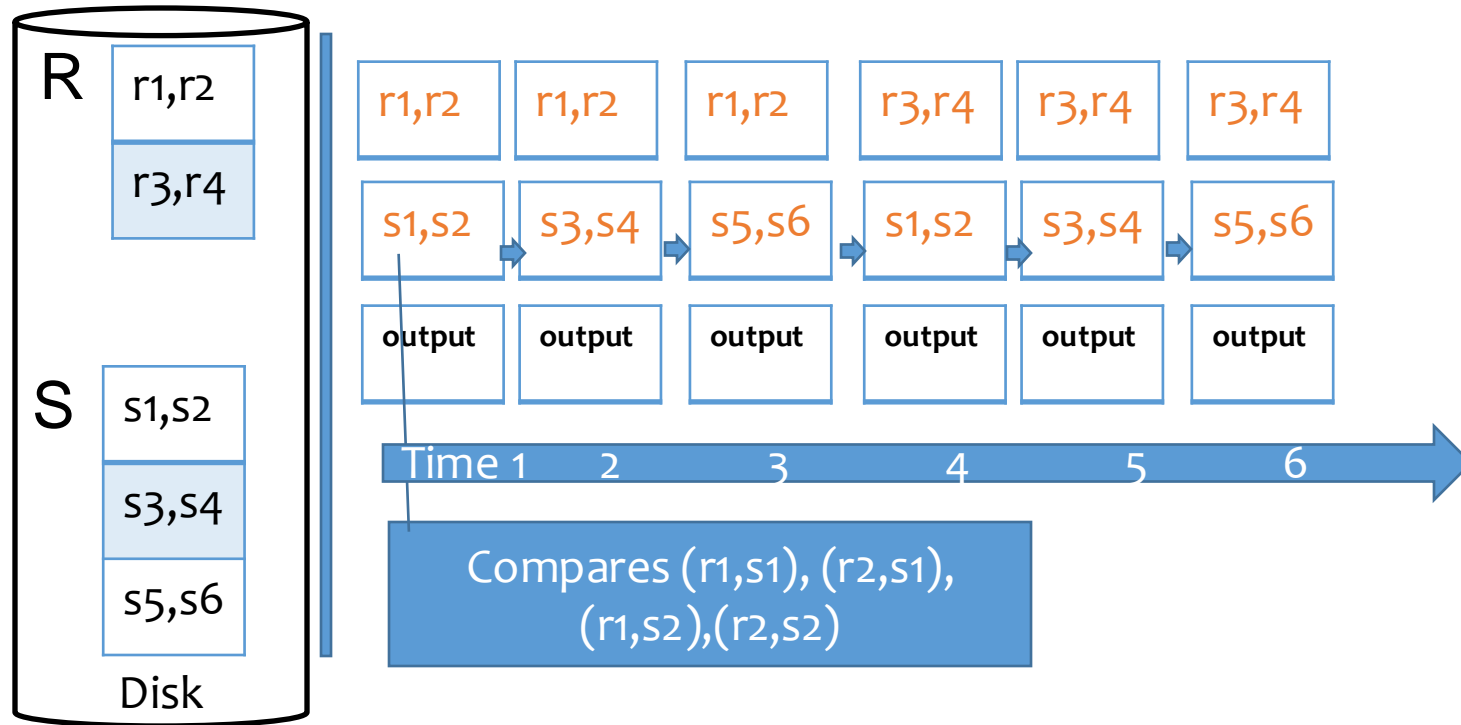 R
r1,r2
r3,r4
S
s1,s2
s3,s4
s5,s6
Disk
r1,r2 r1,r2 r1,r2 r3,r4 r3,r4 r3,r4
s1,s2 s3,s4 s5,s6 s1,s2 s3,s4 s5,s6
output output output output output output
Time 1 2 3 4 5 6
Compares (r1,s1), (r2,s1),
(r1,s2),(r2,s2)